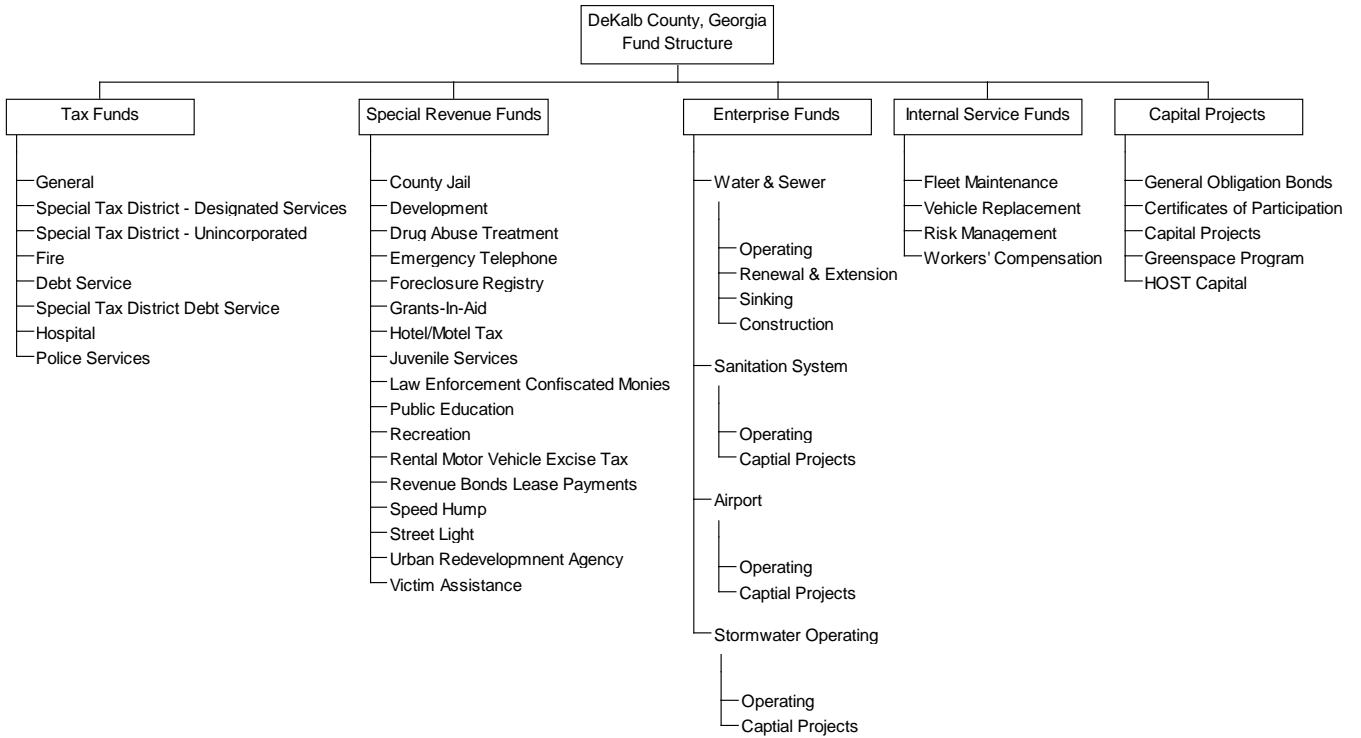 DeKalb County, Georgia
Fund Structure
Tax Funds
General
Special Tax District - Designated Services
Special Tax District - Unincorporated
Fire
Debt Service
Special Tax District Debt Service
Hospital
Police Services
Special Revenue Funds
County Jail
Development
Drug Abuse Treatment
Emergency Telephone
Foreclosure Registry
Grants-In-Aid
Hotel/Motel Tax
Juvenile Services
Law Enforcement Confiscated Monies
Public Education
Recreation
Rental Motor Vehicle Excise Tax
Revenue Bonds Lease Payments
Speed Hump
Street Light
Urban Redevelopmnent Agency
Victim Assistance
Enterprise Funds
Water & Sewer
Operating
Renewal & Extension
Sinking
Construction
Sanitation System
Operating
Captial Projects
Airport
Operating
Captial Projects
Stormwater Operating
Operating
Captial Projects
Internal Service Funds
Fleet Maintenance
Vehicle Replacement
Risk Management
Workers' Compensation
Capital Projects
General Obligation Bonds
Certificates of Participation
Capital Projects
Greenspace Program
HOST Capital